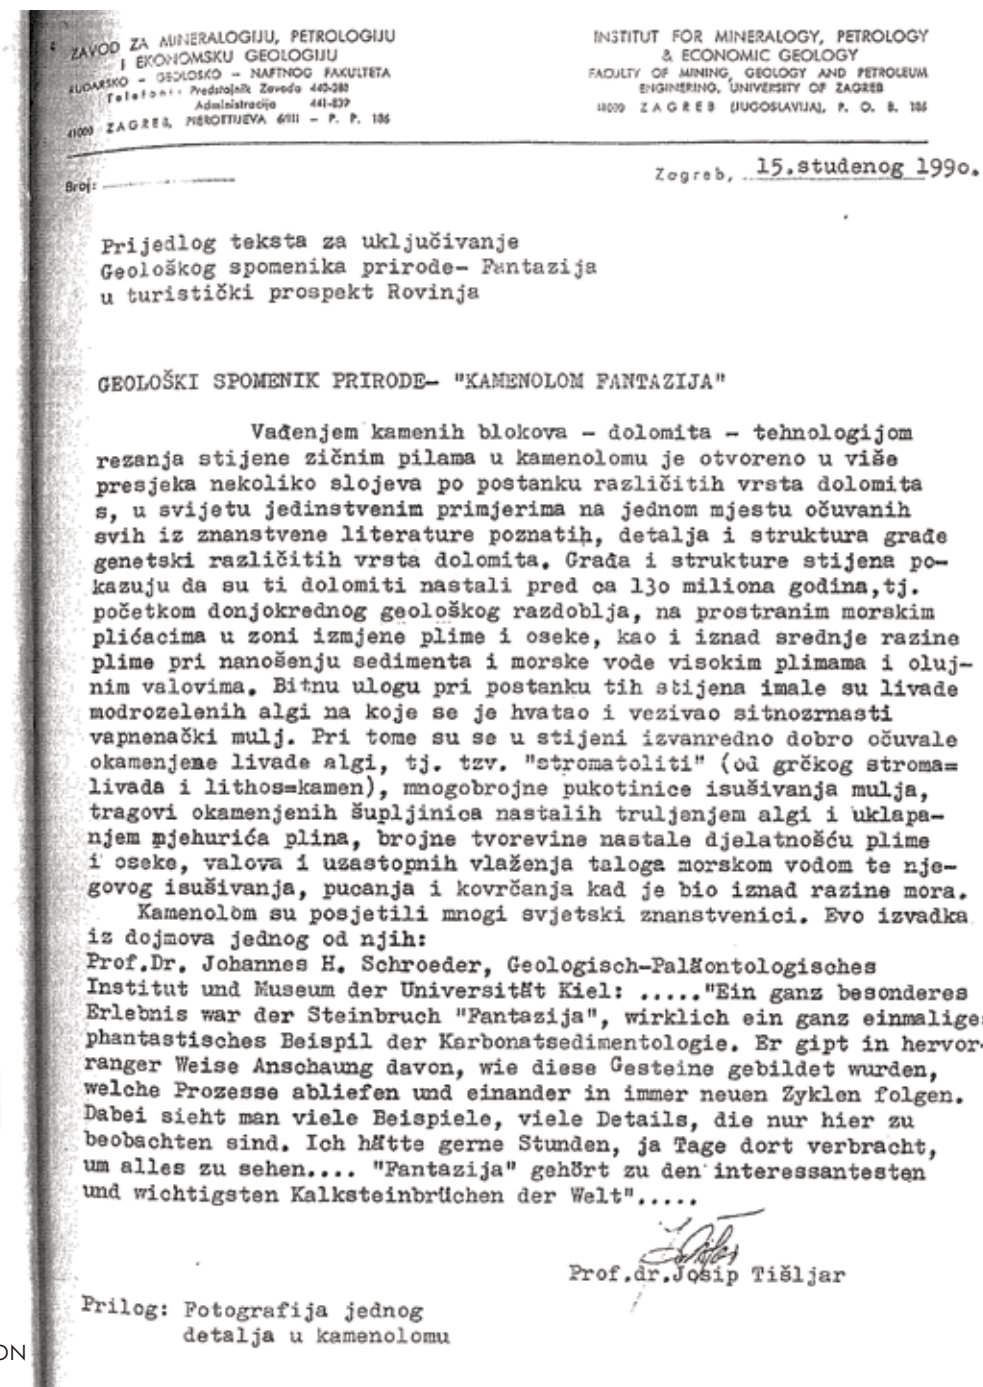 ZAVOD ZA MINERALOGIJU, PETROLOGIJU
I EKONOMSKU GEOLOGIJU
RUDARSKO – GEOLOŠKO – NAFTNOG FAKULTETA
Telefoni: Predstojnik Zavoda 440-380
Administracija 441-839
41000 ZAGREB, PIEROTTIJEVA 6/III – P. P. 186
INSTITUT FOR MINERALOGY, PETROLOGY
& ECONOMIC GEOLOGY
FACULTY OF MINING, GEOLOGY AND PETROLEUM
ENGINERING, UNIVERSITY OF ZAGREB
41000 ZAGREB (JUGOSLAVIJA), P. O. B. 186
Broj:
Zagreb, 15.studenog 1990.
Prijedlog teksta za uključivanje
Geološkog spomenika prirode- Fantazija
u turistički prospekt Rovinja
GEOLOŠKI SPOMENIK PRIRODE- "KAMENOLOM FANTAZIJA"
Vađenjem kamenih blokova - dolomita - tehnologijom
rezanja stijene zičnim pilama u kamenolomu je otvoreno u više
presjeka nekoliko slojeva po postanku različitih vrsta dolomita
s, u svijetu jedinstvenim primjerima na jednom mjestu očuvanih
svih iz znanstvene literature poznatih, detalja i struktura građe
genetski različitih vrsta dolomita. Građa i strukture stijena po-
kazuju da su ti dolomiti nastali pred ca 13o miliona godina,tj.
početkom donjokrednog geološkog razdoblja, na prostranim morskim
plićacima u zoni izmjene plime i oseke, kao i iznad srednje razine
plime pri nanošenju sedimenta i morske vode visokim plimama i oluj-
nim valovima. Bitnu ulogu pri postanku tih stijena imale su livade
modrozelenih algi na koje se je hvatao i vezivao sitnozrnasti
vapnenački mulj. Pri tome su se u stijeni izvanredno dobro očuvale
okamenjene livade algi, tj. tzv. "stromatoliti" (od grčkog stroma=
livada i lithos=kamen), mnogobrojne pukotinice isušivanja mulja,
tragovi okamenjenih šupljinica nastalih truljenjem algi i uklapa-
njem mjehurića plina, brojne tvorevine nastale djelatnošću plime
i oseke, valova i uzastopnih vlaženja taloga morskom vodom te nje-
govog isušivanja, pucanja i kovrčanja kad je bio iznad razine mora.
Kamenolom su posjetili mnogi svjetski znanstvenici. Evo izvadka
iz dojmova jednog od njih:
Prof.Dr. Johannes H. Schroeder, Geologisch-Paläontologisches
Institut und Museum der Universität Kiel: ....."Ein ganz besonderes
Erlebnis war der Steinbruch "Fantazija", wirklich ein ganz einmaliges
phantastisches Beispil der Karbonatsedimentologie. Er gipt in hervor-
ranger Weise Anschaung davon, wie diese Gesteine gebildet wurden,
welche Prozesse abliefen und einander in immer neuen Zyklen folgen.
Dabei sieht man viele Beispiele, viele Details, die nur hier zu
beobachten sind. Ich hätte gerne Stunden, ja Tage dort verbracht,
um alles zu sehen.... "Fantazija" gehört zu den interessantesten
und wichtigsten Kalksteinbrüchen der Welt".....
Prof.dr.Josip Tišljar
Prilog: Fotografija jednog
detalja u kamenolomu
ON